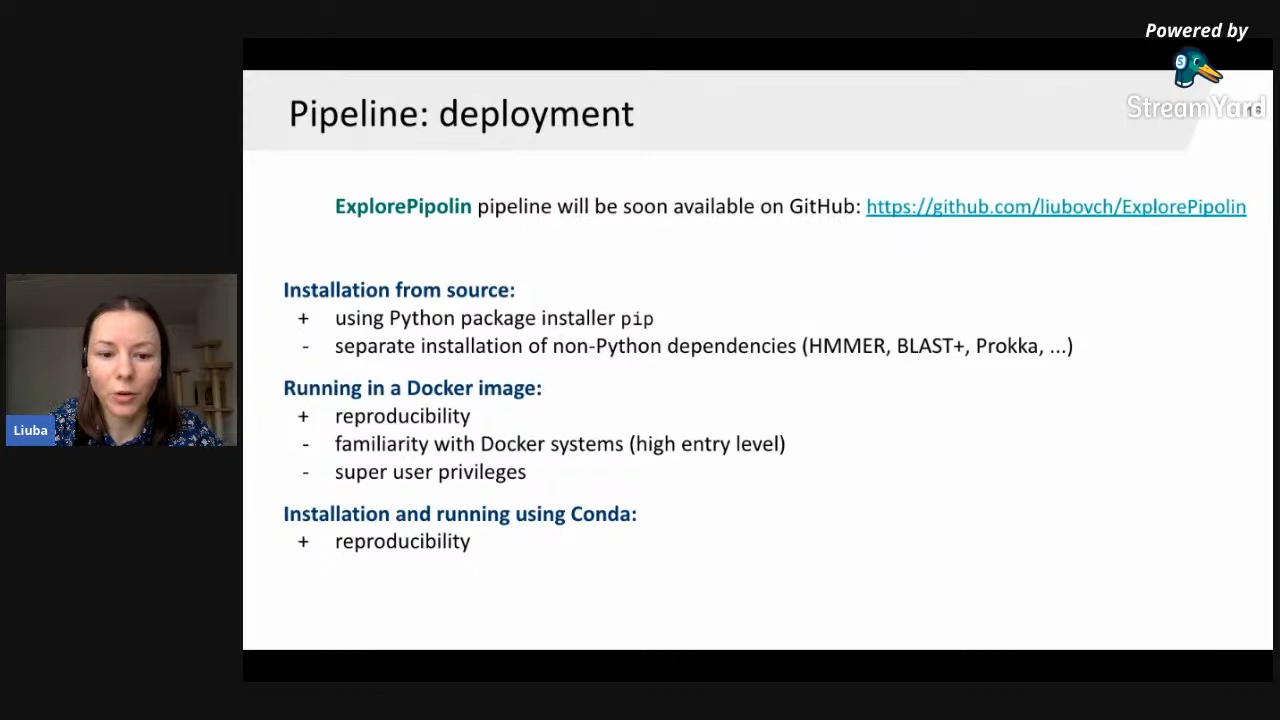 Powered by
StreamYard
Pipeline: deployment
ExplorePipolin pipeline will be soon available on GitHub: https://github.com/liubovch/ExplorePipolin
Installation from source:
+ using Python package installer pip
- separate installation of non-Python dependencies (HMMER, BLAST+, Prokka, ...)
Running in a Docker image:
+ reproducibility
- familiarity with Docker systems (high entry level)
- super user privileges
Installation and running using Conda:
+ reproducibility
Liuba